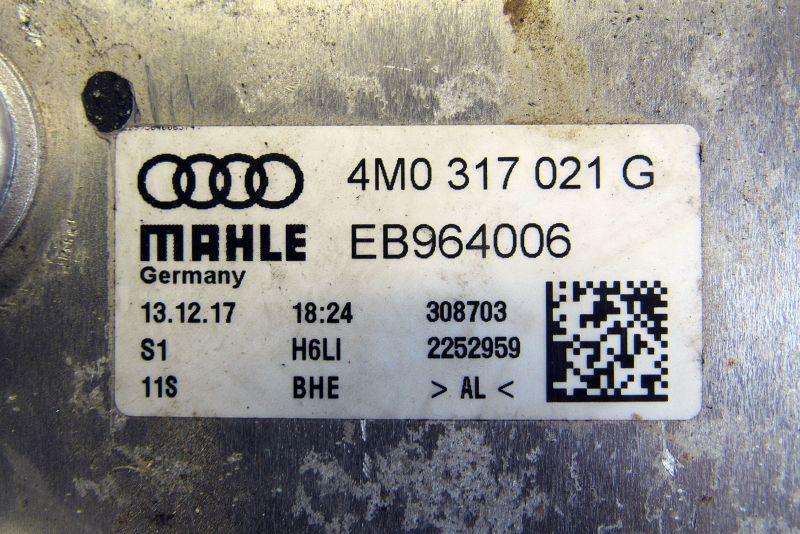 4M0 317 021 G
MAHLE EB964006
Germany
13.12.17 18:24 308703
S1 H6LI 2252959
11S BHE > AL <